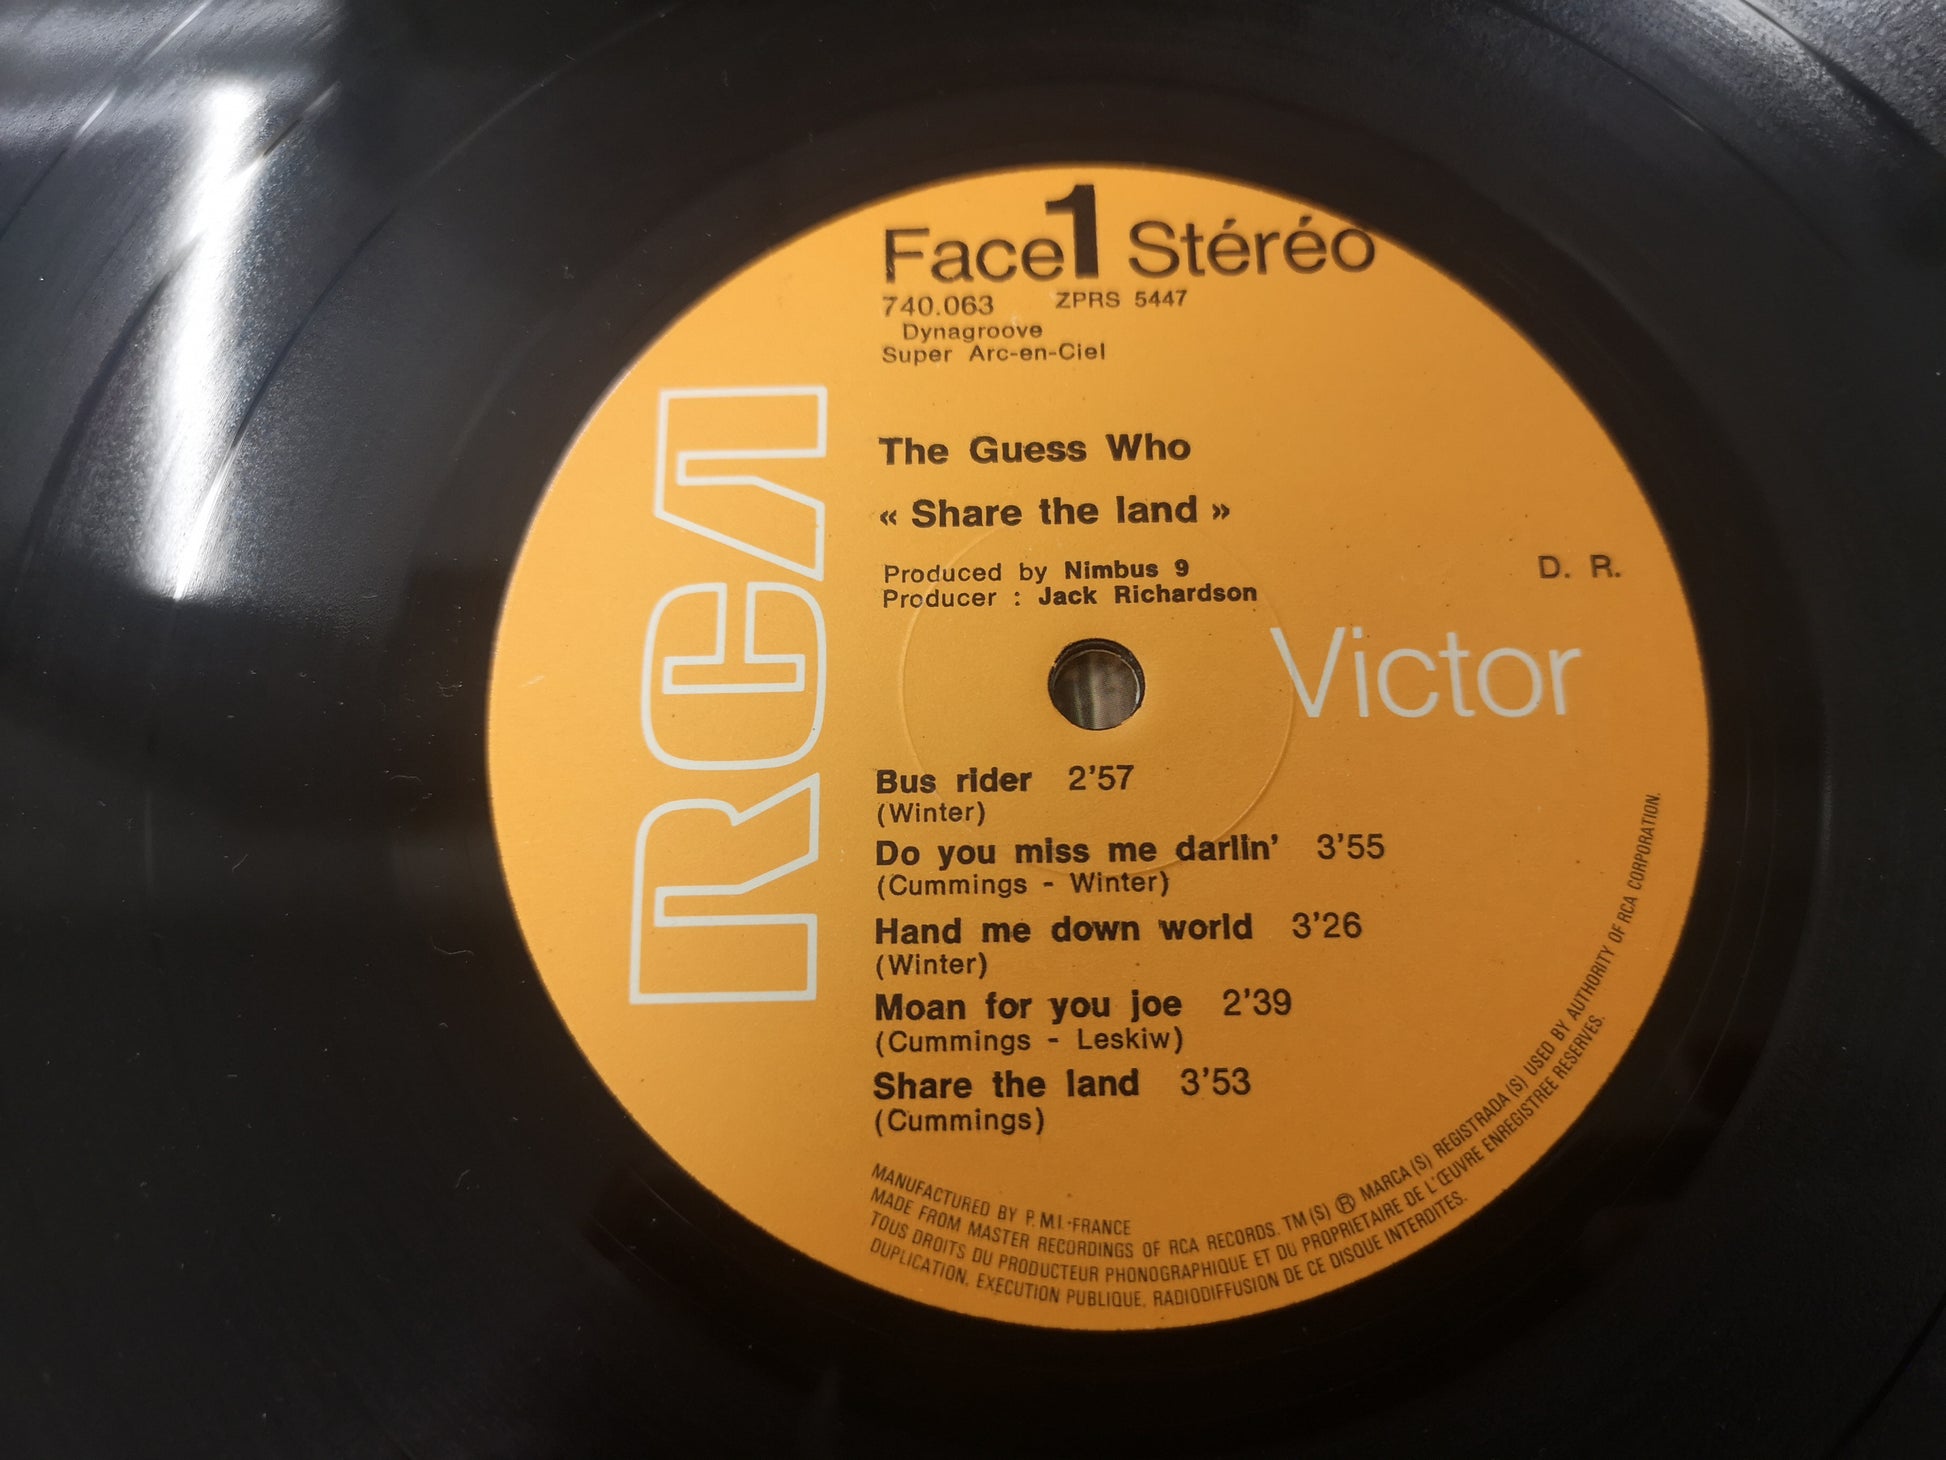 Face 1 Stéréo
740.063 ZPRS 5447
Dynagroove
Super Arc-en-Ciel
RCA
The Guess Who
« Share the land »
Produced by Nimbus 9
Producer : Jack Richardson
D. R.
Victor
Bus rider 2'57
(Winter)
Do you miss me darlin' 3'55
(Cummings - Winter)
Hand me down world 3'26
(Winter)
Moan for you joe 2'39
(Cummings - Leskiw)
Share the land 3'53
(Cummings)
MANUFACTURED BY P.M.I.-FRANCE
MADE FROM MASTER RECORDINGS OF RCA RECORDS. TM (S) ® MARCA (S) REGISTRADA (S) USED BY AUTHORITY OF RCA CORPORATION.
TOUS DROITS DU PRODUCTEUR PHONOGRAPHIQUE ET DU PROPRIETAIRE DE L'ŒUVRE ENREGISTREE RESERVES.
DUPLICATION, EXECUTION PUBLIQUE, RADIODIFFUSION DE CE DISQUE INTERDITES.